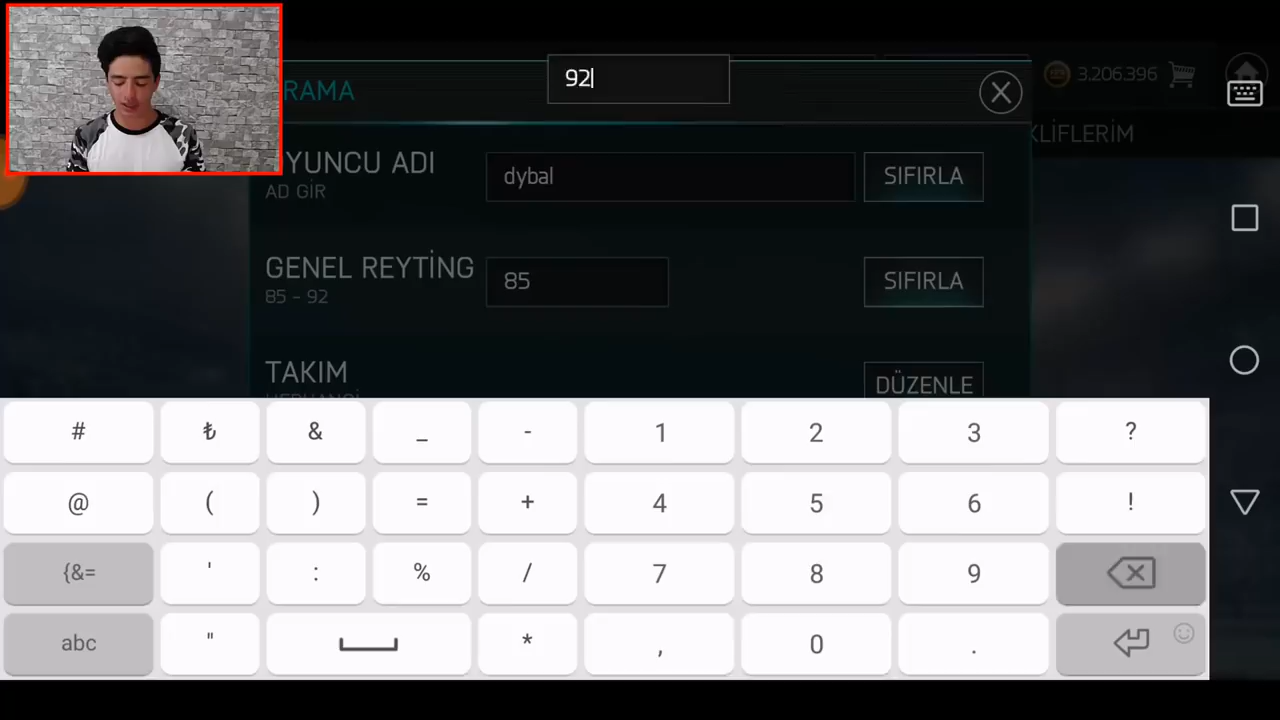 92
RAMA
3.206.396
KLİFLERİM
YUNCU ADI
AD GİR
dybal
SIFIRLA
GENEL REYTİNG
85 - 92
85
SIFIRLA
TAKIM
DÜZENLE
# ₺ & _ - 1 2 3 ?
@ ( ) = + 4 5 6 !
{&= ' : % / 7 8 9
abc " * , 0 .